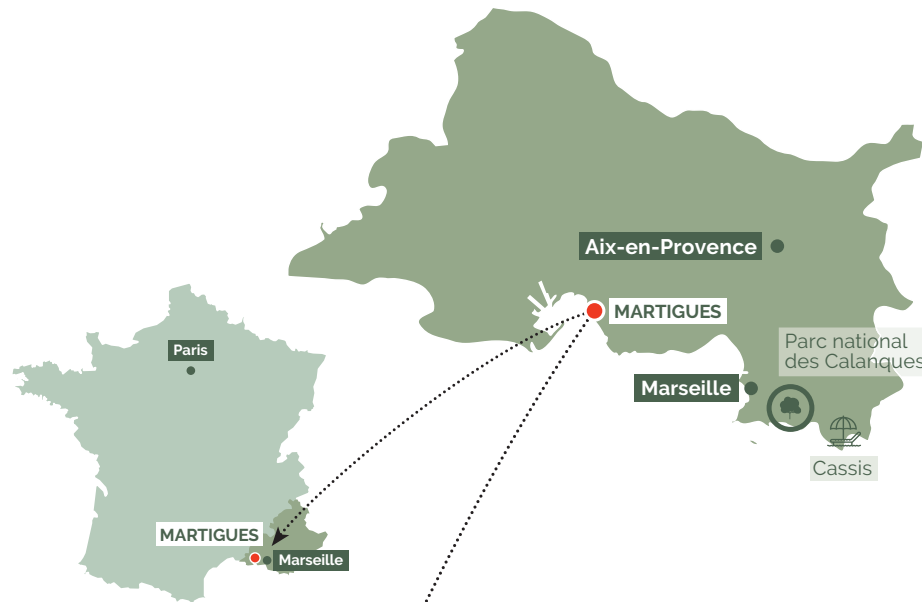 Aix-en-Provence
MARTIGUES
Parc national
des Calanques
Marseille
Cassis
Paris
MARTIGUES
Marseille